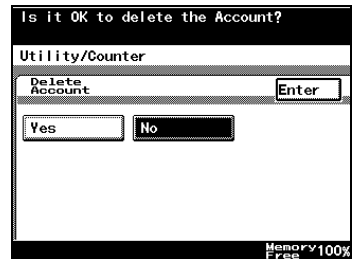 Is it OK to delete the Account?
Utility/Counter
Delete
Account
Enter
Yes No
Memory
Free 100%